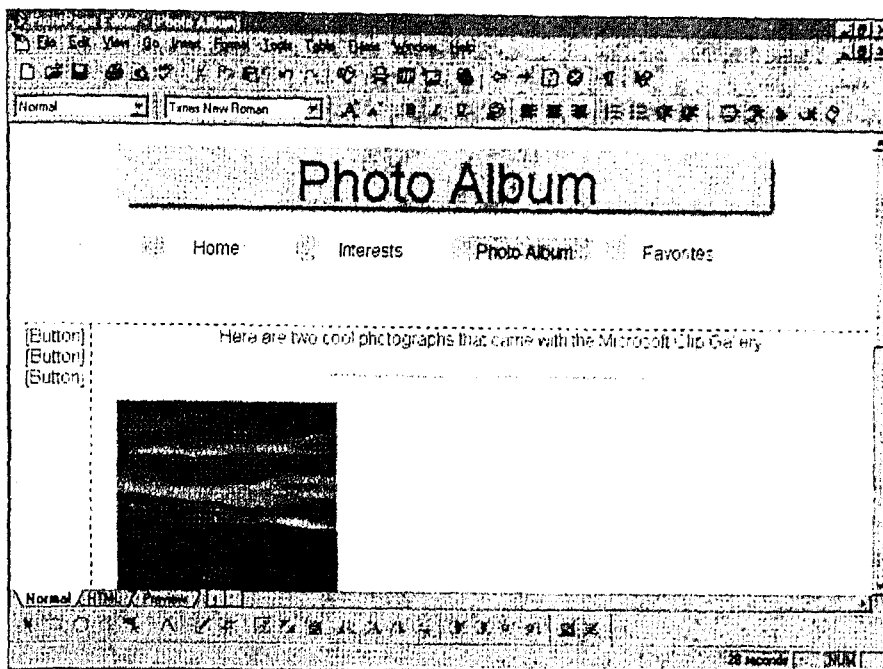 FrontPage Editor - [Photo Album]
File Edit View Go Insert Format Tools Table Frame Window Help
Normal Times New Roman
Photo Album
Home Interests Photo Album Favorites
[Button]
[Button]
[Button]
Here are two cool photographs that came with the Microsoft Clip Gallery
Normal HTML Preview
28 seconds NUM